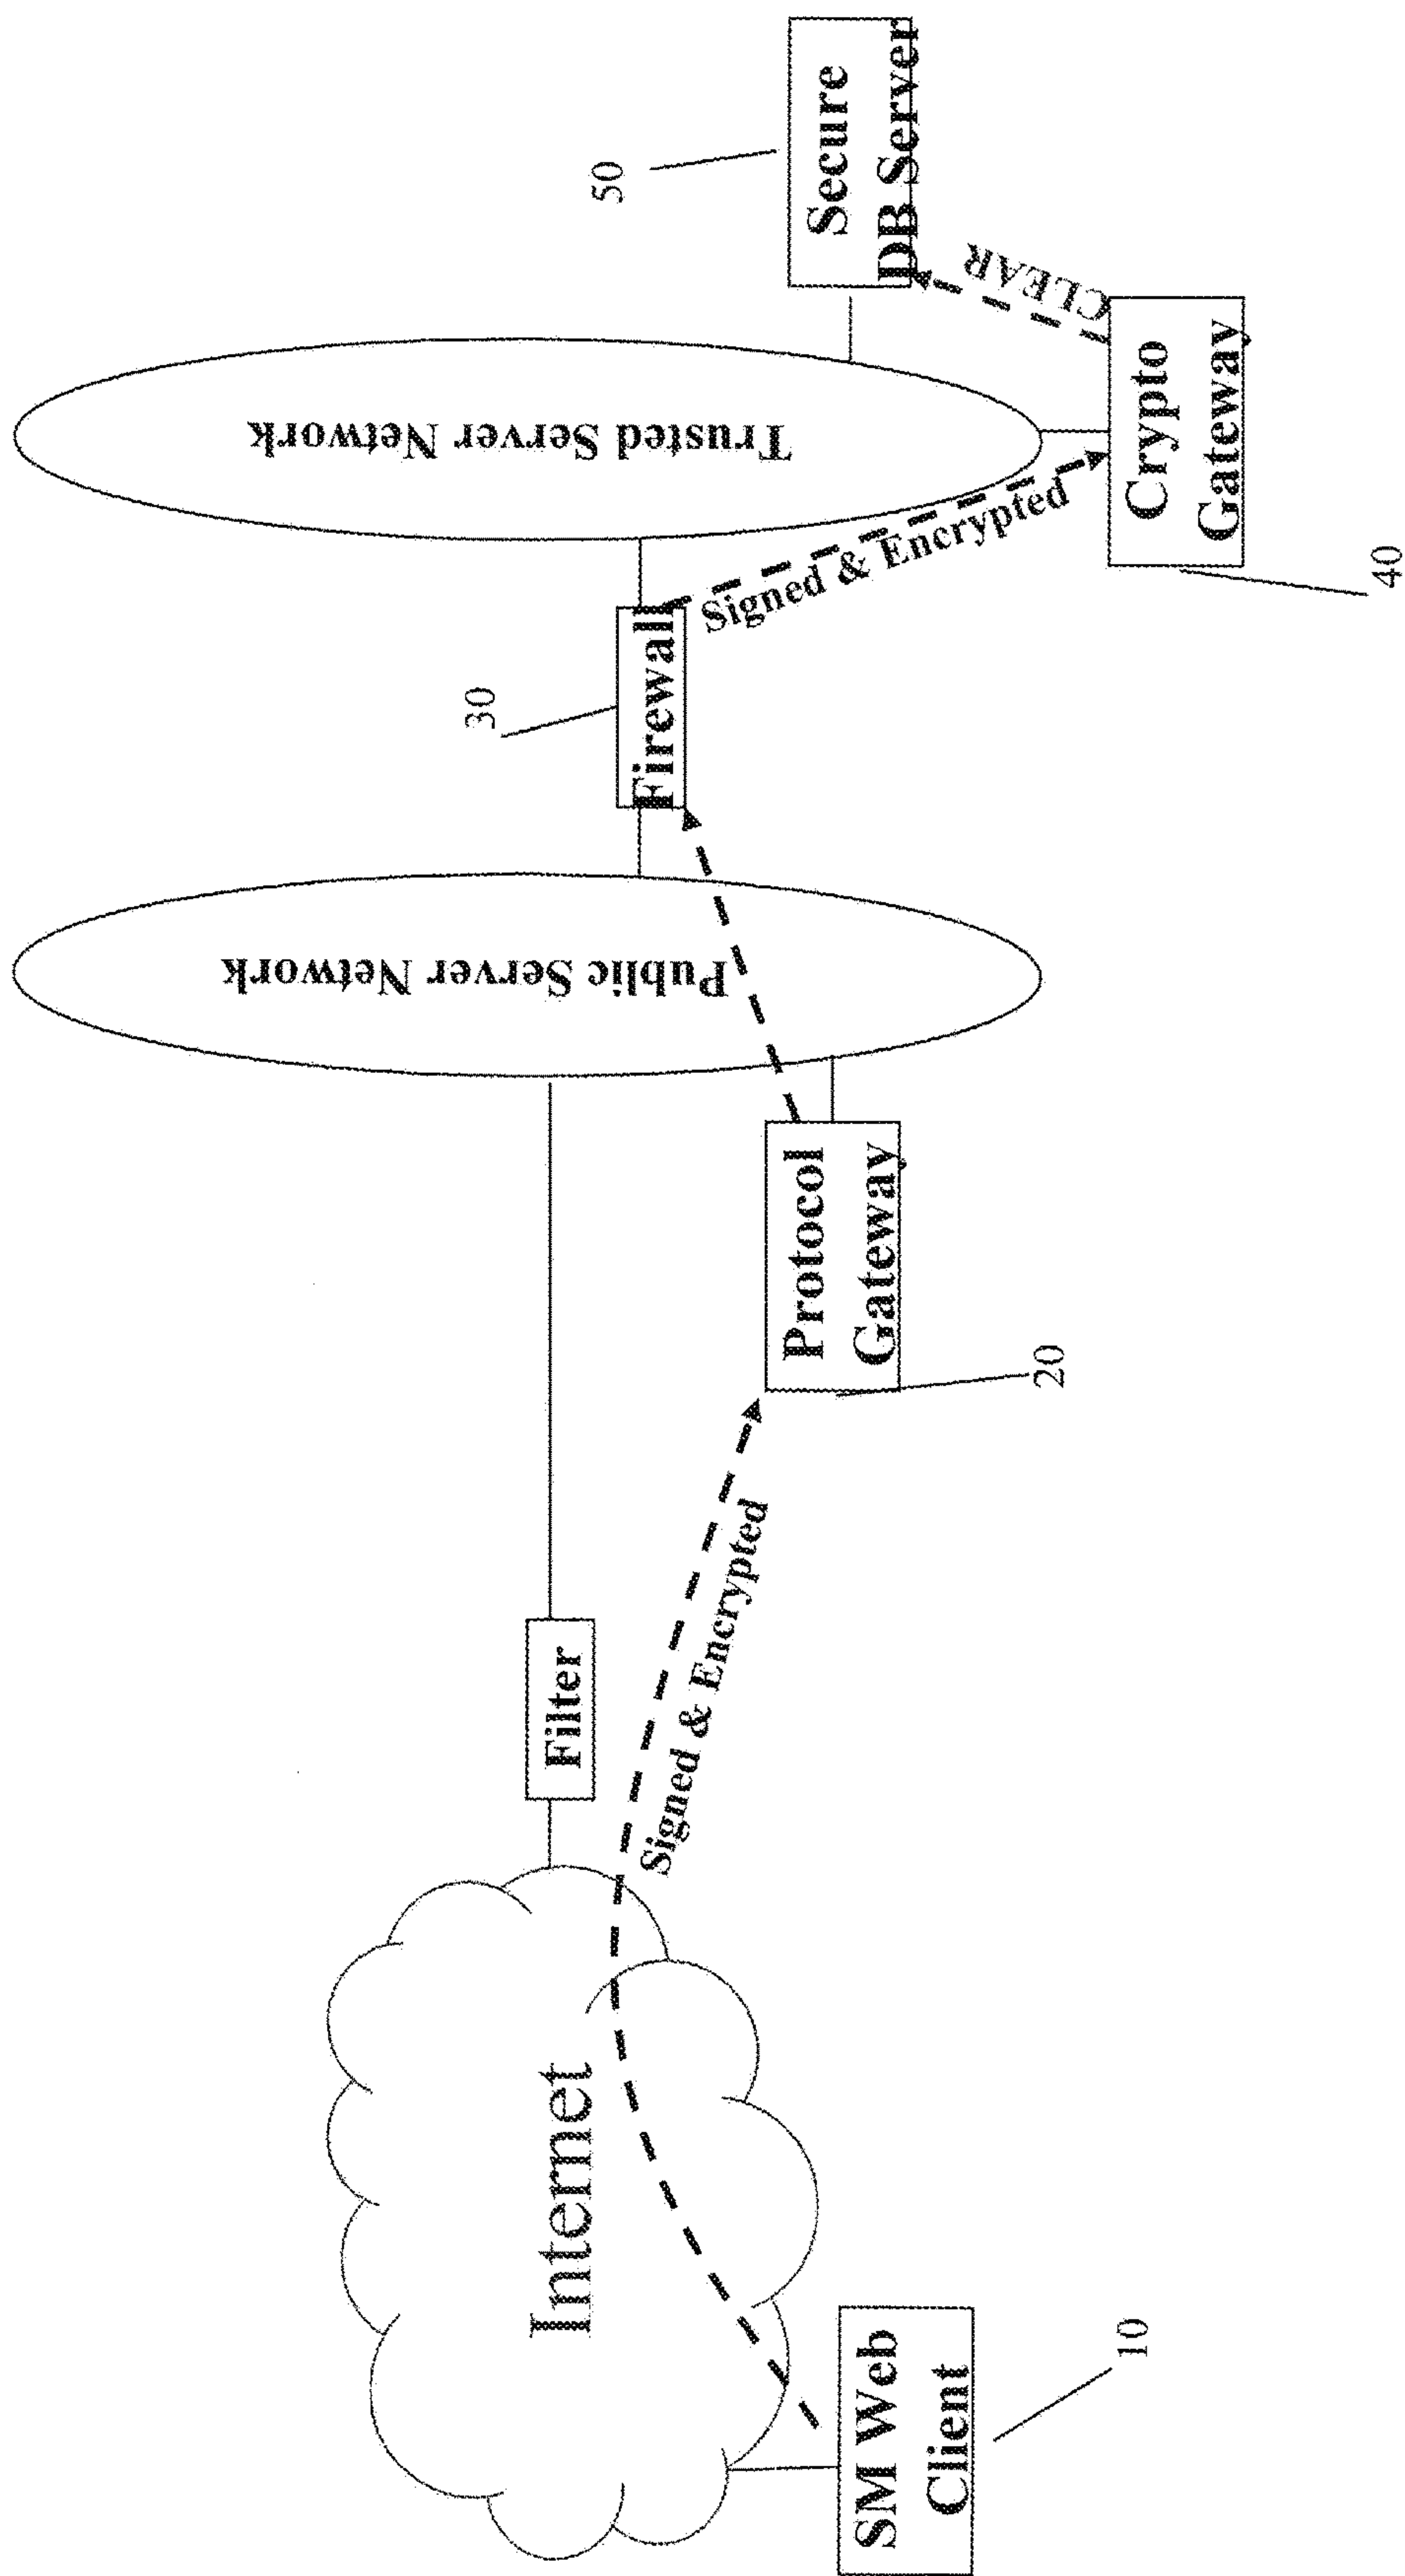 Internet
SM Web
Client
10
Filter
Signed & Encrypted
Protocol
Gateway
20
Public Server Network
Firewall
30
Signed & Encrypted
Trusted Server Network
Crypto
Gateway
40
CLEAR
Secure
DB Server
50